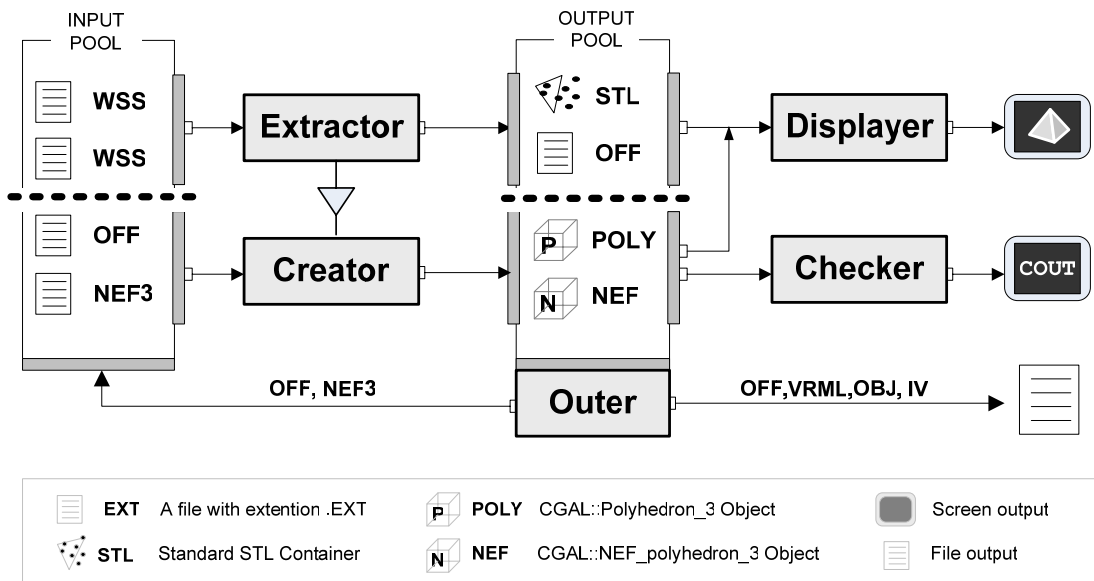 INPUT
POOL
WSS
WSS
OFF
NEF3
Extractor
Creator
OUTPUT
POOL
STL
OFF
P POLY
N NEF
Displayer
Checker
COUT
OFF, NEF3
Outer
OFF,VRML,OBJ, IV
EXT A file with extention .EXT
STL Standard STL Container
P POLY CGAL::Polyhedron_3 Object
N NEF CGAL::NEF_polyhedron_3 Object
Screen output
File output